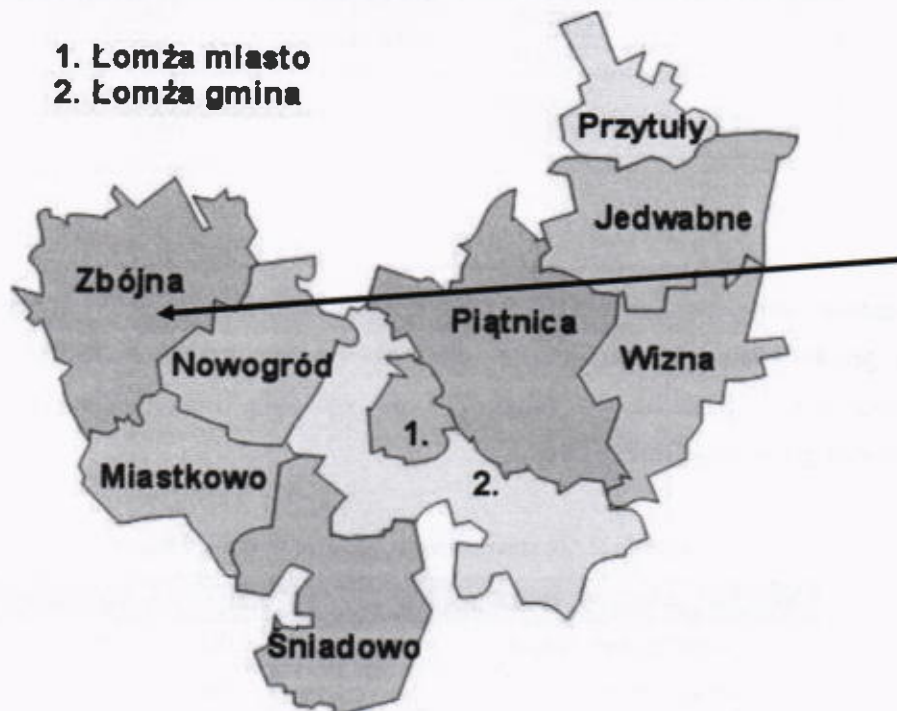 1. Łomża miasto
2. Łomża gmina
Przytuły
Jedwabne
Zbójna
Piątnica
Nowogród
Wizna
1.
Miastkowo
2.
Śniadowo